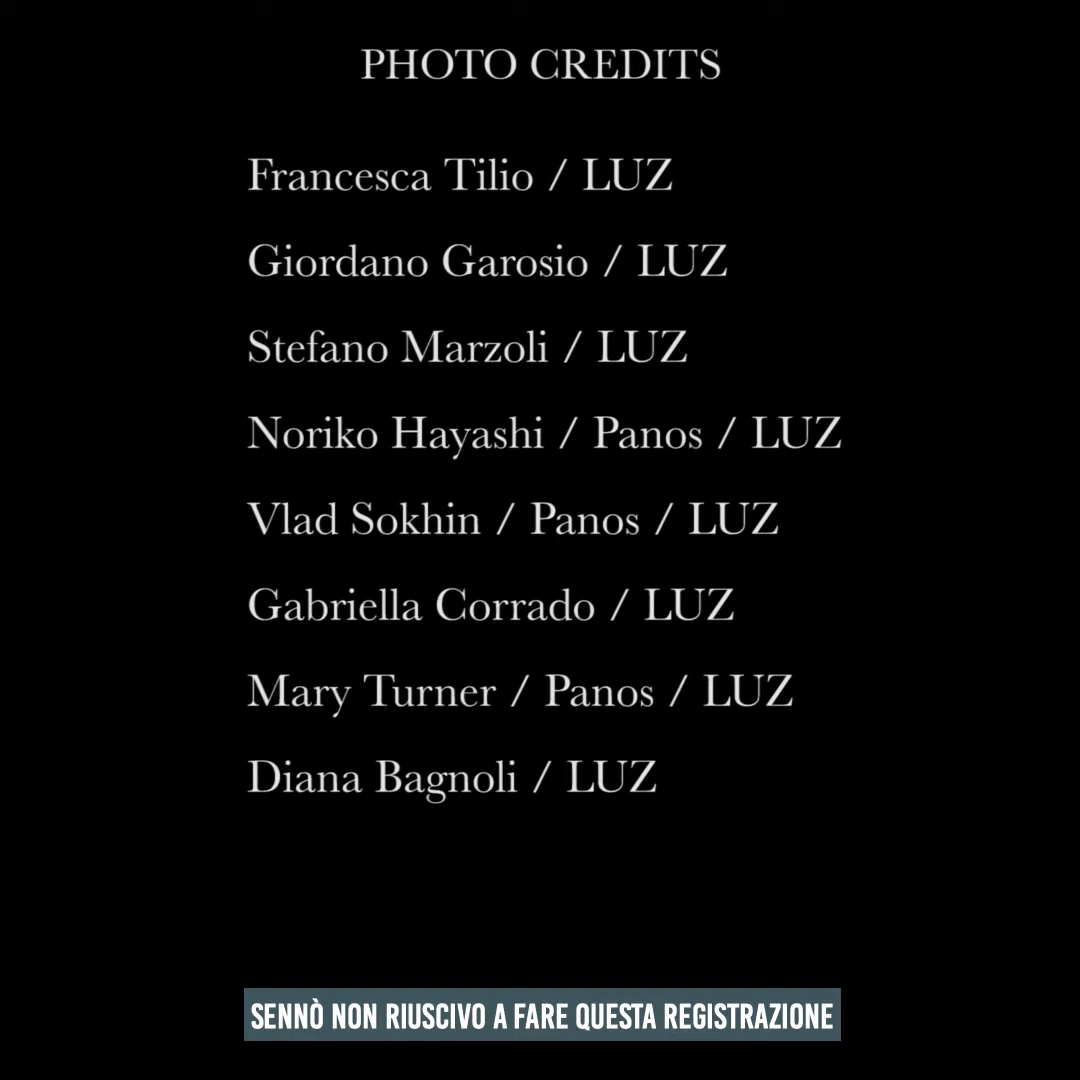 PHOTO CREDITS
Francesca Tilio / LUZ
Giordano Garosio / LUZ
Stefano Marzoli / LUZ
Noriko Hayashi / Panos / LUZ
Vlad Sokhin / Panos / LUZ
Gabriella Corrado / LUZ
Mary Turner / Panos / LUZ
Diana Bagnoli / LUZ
SENNÒ NON RIUSCIVO A FARE QUESTA REGISTRAZIONE